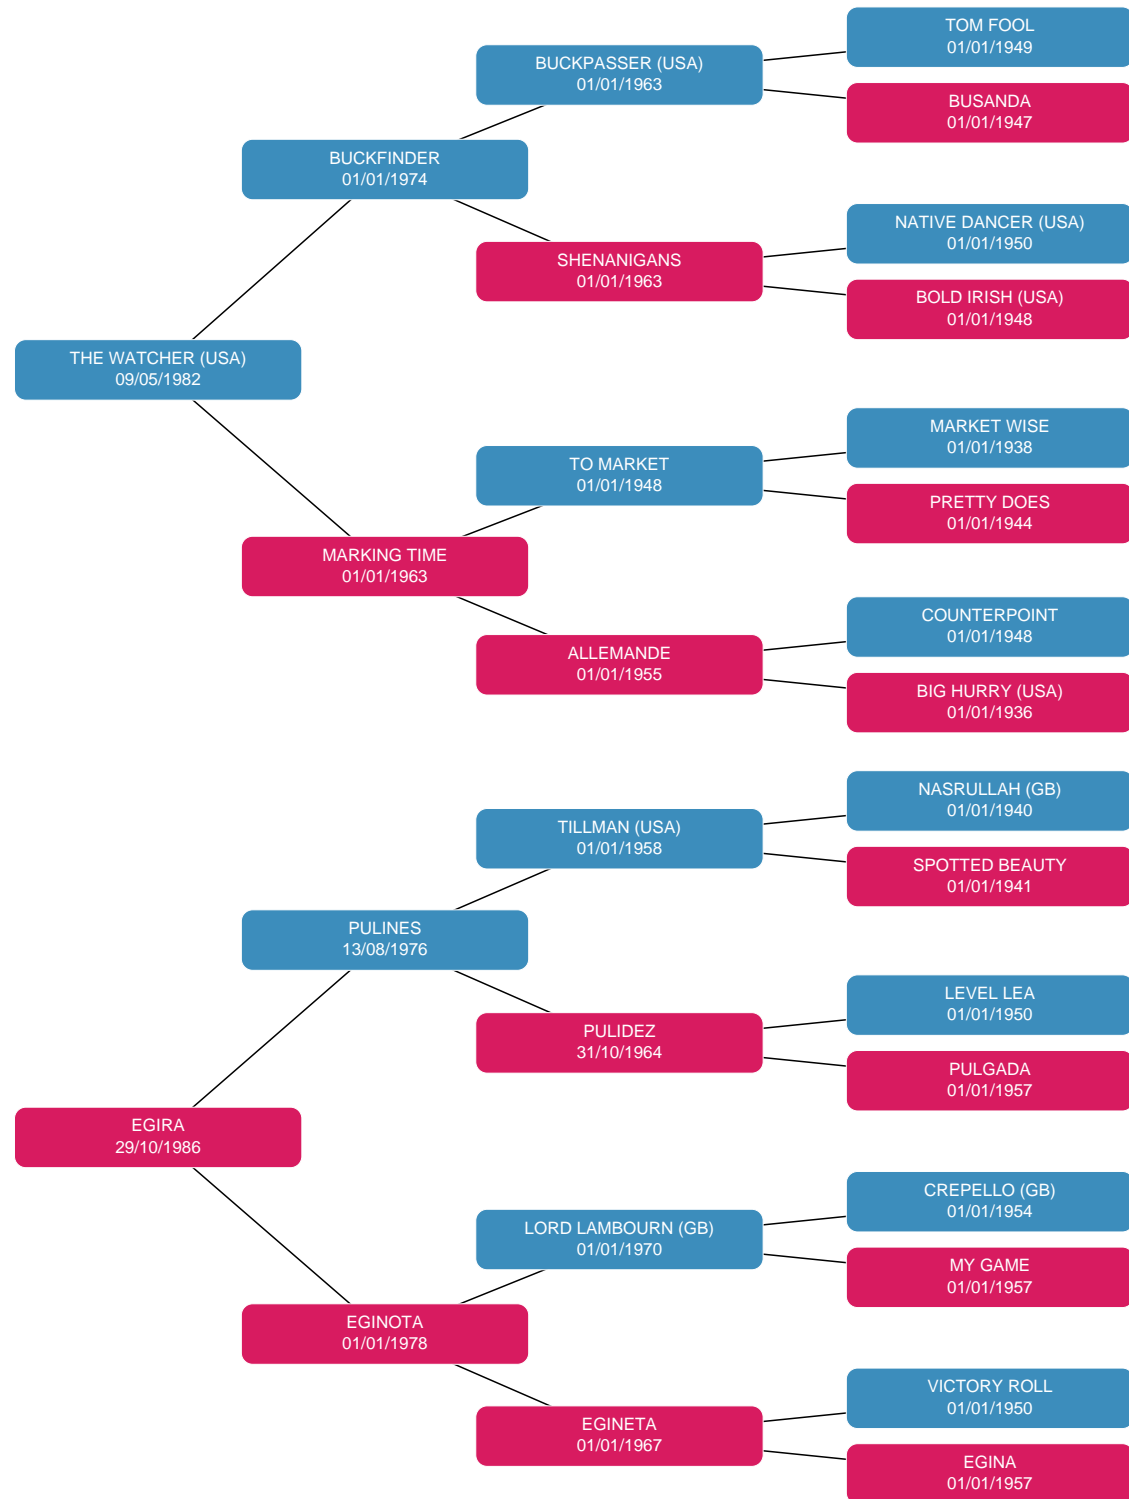 TOM FOOL
01/01/1949
BUCKPASSER (USA)
01/01/1963
BUSANDA
01/01/1947
BUCKFINDER
01/01/1974
NATIVE DANCER (USA)
01/01/1950
SHENANIGANS
01/01/1963
BOLD IRISH (USA)
01/01/1948
THE WATCHER (USA)
09/05/1982
MARKET WISE
01/01/1938
TO MARKET
01/01/1948
PRETTY DOES
01/01/1944
MARKING TIME
01/01/1963
COUNTERPOINT
01/01/1948
ALLEMANDE
01/01/1955
BIG HURRY (USA)
01/01/1936
NASRULLAH (GB)
01/01/1940
TILLMAN (USA)
01/01/1958
SPOTTED BEAUTY
01/01/1941
PULINES
13/08/1976
LEVEL LEA
01/01/1950
PULIDEZ
31/10/1964
PULGADA
01/01/1957
EGIRA
29/10/1986
CREPELLO (GB)
01/01/1954
LORD LAMBOURN (GB)
01/01/1970
MY GAME
01/01/1957
EGINOTA
01/01/1978
VICTORY ROLL
01/01/1950
EGINETA
01/01/1967
EGINA
01/01/1957